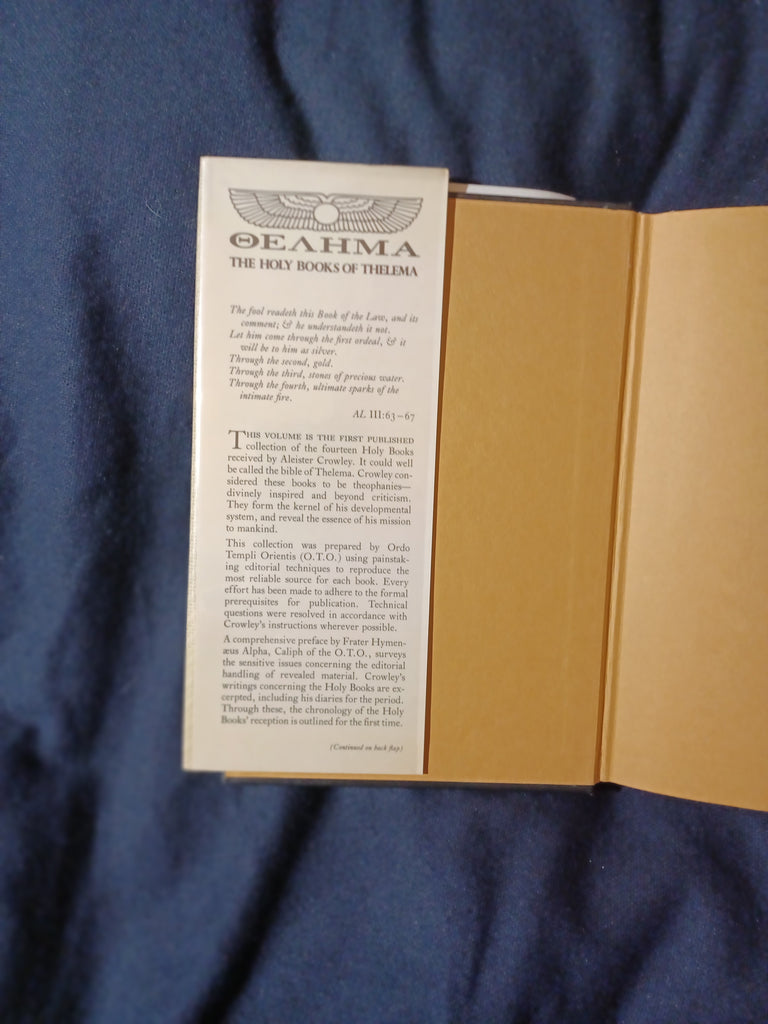 ΘΕΛΗΜΑ
THE HOLY BOOKS OF THELEMA
The fool readeth this Book of the Law, and its
comment; & he understandeth it not.
Let him come through the first ordeal, & it
will be to him as silver.
Through the second, gold.
Through the third, stones of precious water.
Through the fourth, ultimate sparks of the
intimate fire.
AL III:63–67
THIS VOLUME IS THE FIRST PUBLISHED
collection of the fourteen Holy Books
received by Aleister Crowley. It could well
be called the bible of Thelema. Crowley con-
sidered these books to be theophanies—
divinely inspired and beyond criticism.
They form the kernel of his developmental
system, and reveal the essence of his mission
to mankind.
This collection was prepared by Ordo
Templi Orientis (O.T.O.) using painstak-
ing editorial techniques to reproduce the
most reliable source for each book. Every
effort has been made to adhere to the formal
prerequisites for publication. Technical
questions were resolved in accordance with
Crowley's instructions wherever possible.
A comprehensive preface by Frater Hymen-
æus Alpha, Caliph of the O.T.O., surveys
the sensitive issues concerning the editorial
handling of revealed material. Crowley's
writings concerning the Holy Books are ex-
cerpted, including his diaries for the period.
Through these, the chronology of the Holy
Books' reception is outlined for the first time.
(Continued on back flap)